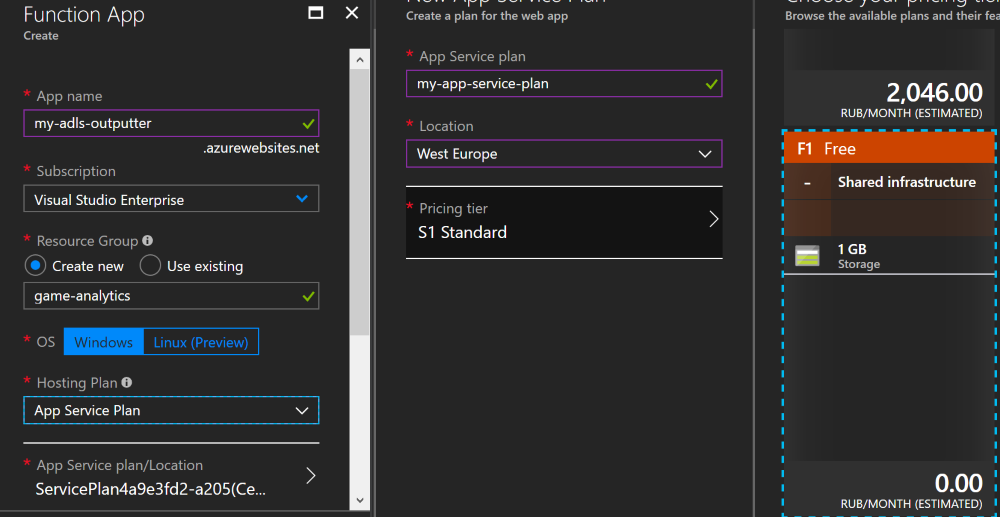 Function App
Create
* App name
my-adls-outputter
.azurewebsites.net
* Subscription
Visual Studio Enterprise
* Resource Group
Create new
Use existing
game-analytics
* OS
Windows
Linux (Preview)
* Hosting Plan
App Service Plan
* App Service plan/Location
ServicePlan4a9e3fd2-a205(Ce...
New App Service Plan
Create a plan for the web app
* App Service plan
my-app-service-plan
* Location
West Europe
* Pricing tier
S1 Standard
Choose your pricing tie
Browse the available plans and their fea
2,046.00
RUB/MONTH (ESTIMATED)
F1 Free
- Shared infrastructure
1 GB
Storage
0.00
RUB/MONTH (ESTIMATED)